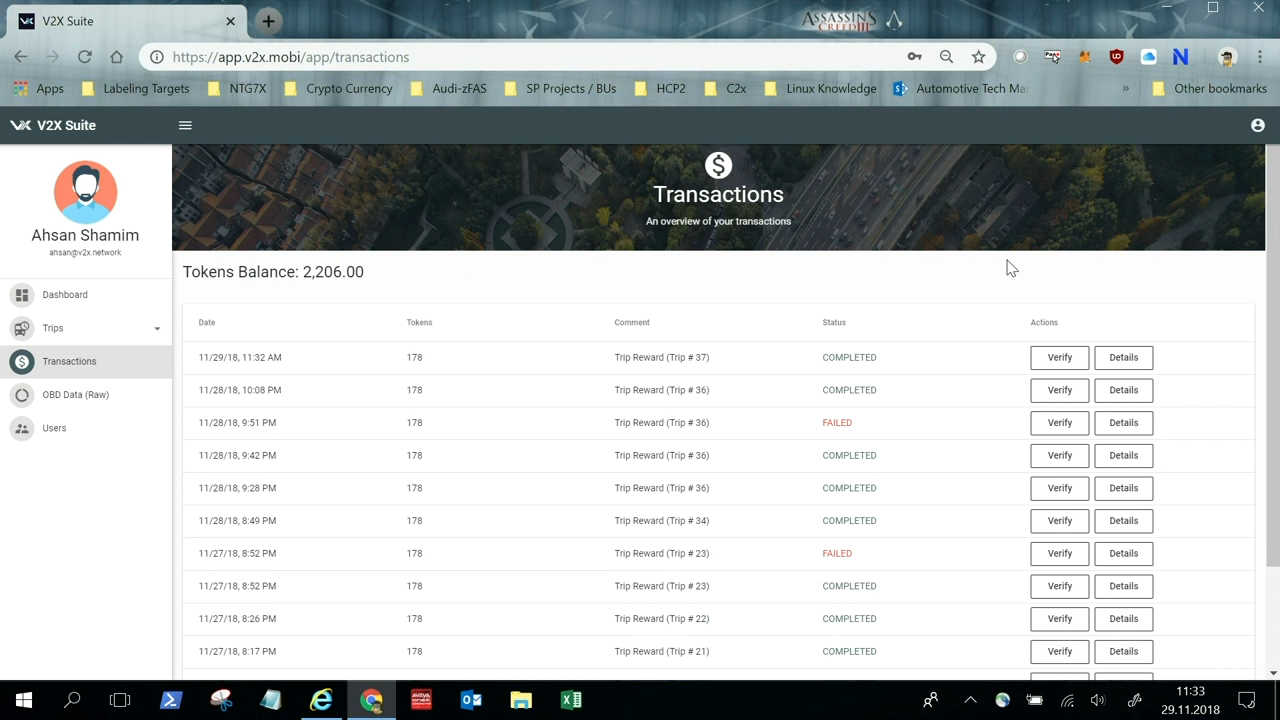 V2X Suite
ASSASSIN'S
CREED III
https://app.v2x.mobi/app/transactions
Apps
Labeling Targets
NTG7X
Crypto Currency
Audi-zFAS
SP Projects / BUs
HCP2
C2x
Linux Knowledge
Automotive Tech Mar
»
Other bookmarks
V2X Suite
Transactions
An overview of your transactions
Ahsan Shamim
ahsan@v2x.network
Dashboard
Trips
Transactions
OBD Data (Raw)
Users
Tokens Balance: 2,206.00
Date Tokens Comment Status Actions
11/29/18, 11:32 AM 178 Trip Reward (Trip # 37) COMPLETED Verify Details
11/28/18, 10:08 PM 178 Trip Reward (Trip # 36) COMPLETED Verify Details
11/28/18, 9:51 PM 178 Trip Reward (Trip # 36) FAILED Verify Details
11/28/18, 9:42 PM 178 Trip Reward (Trip # 36) COMPLETED Verify Details
11/28/18, 9:28 PM 178 Trip Reward (Trip # 36) COMPLETED Verify Details
11/28/18, 8:49 PM 178 Trip Reward (Trip # 34) COMPLETED Verify Details
11/27/18, 8:52 PM 178 Trip Reward (Trip # 23) FAILED Verify Details
11/27/18, 8:52 PM 178 Trip Reward (Trip # 23) COMPLETED Verify Details
11/27/18, 8:26 PM 178 Trip Reward (Trip # 22) COMPLETED Verify Details
11/27/18, 8:17 PM 178 Trip Reward (Trip # 21) COMPLETED Verify Details
11:33
29.11.2018